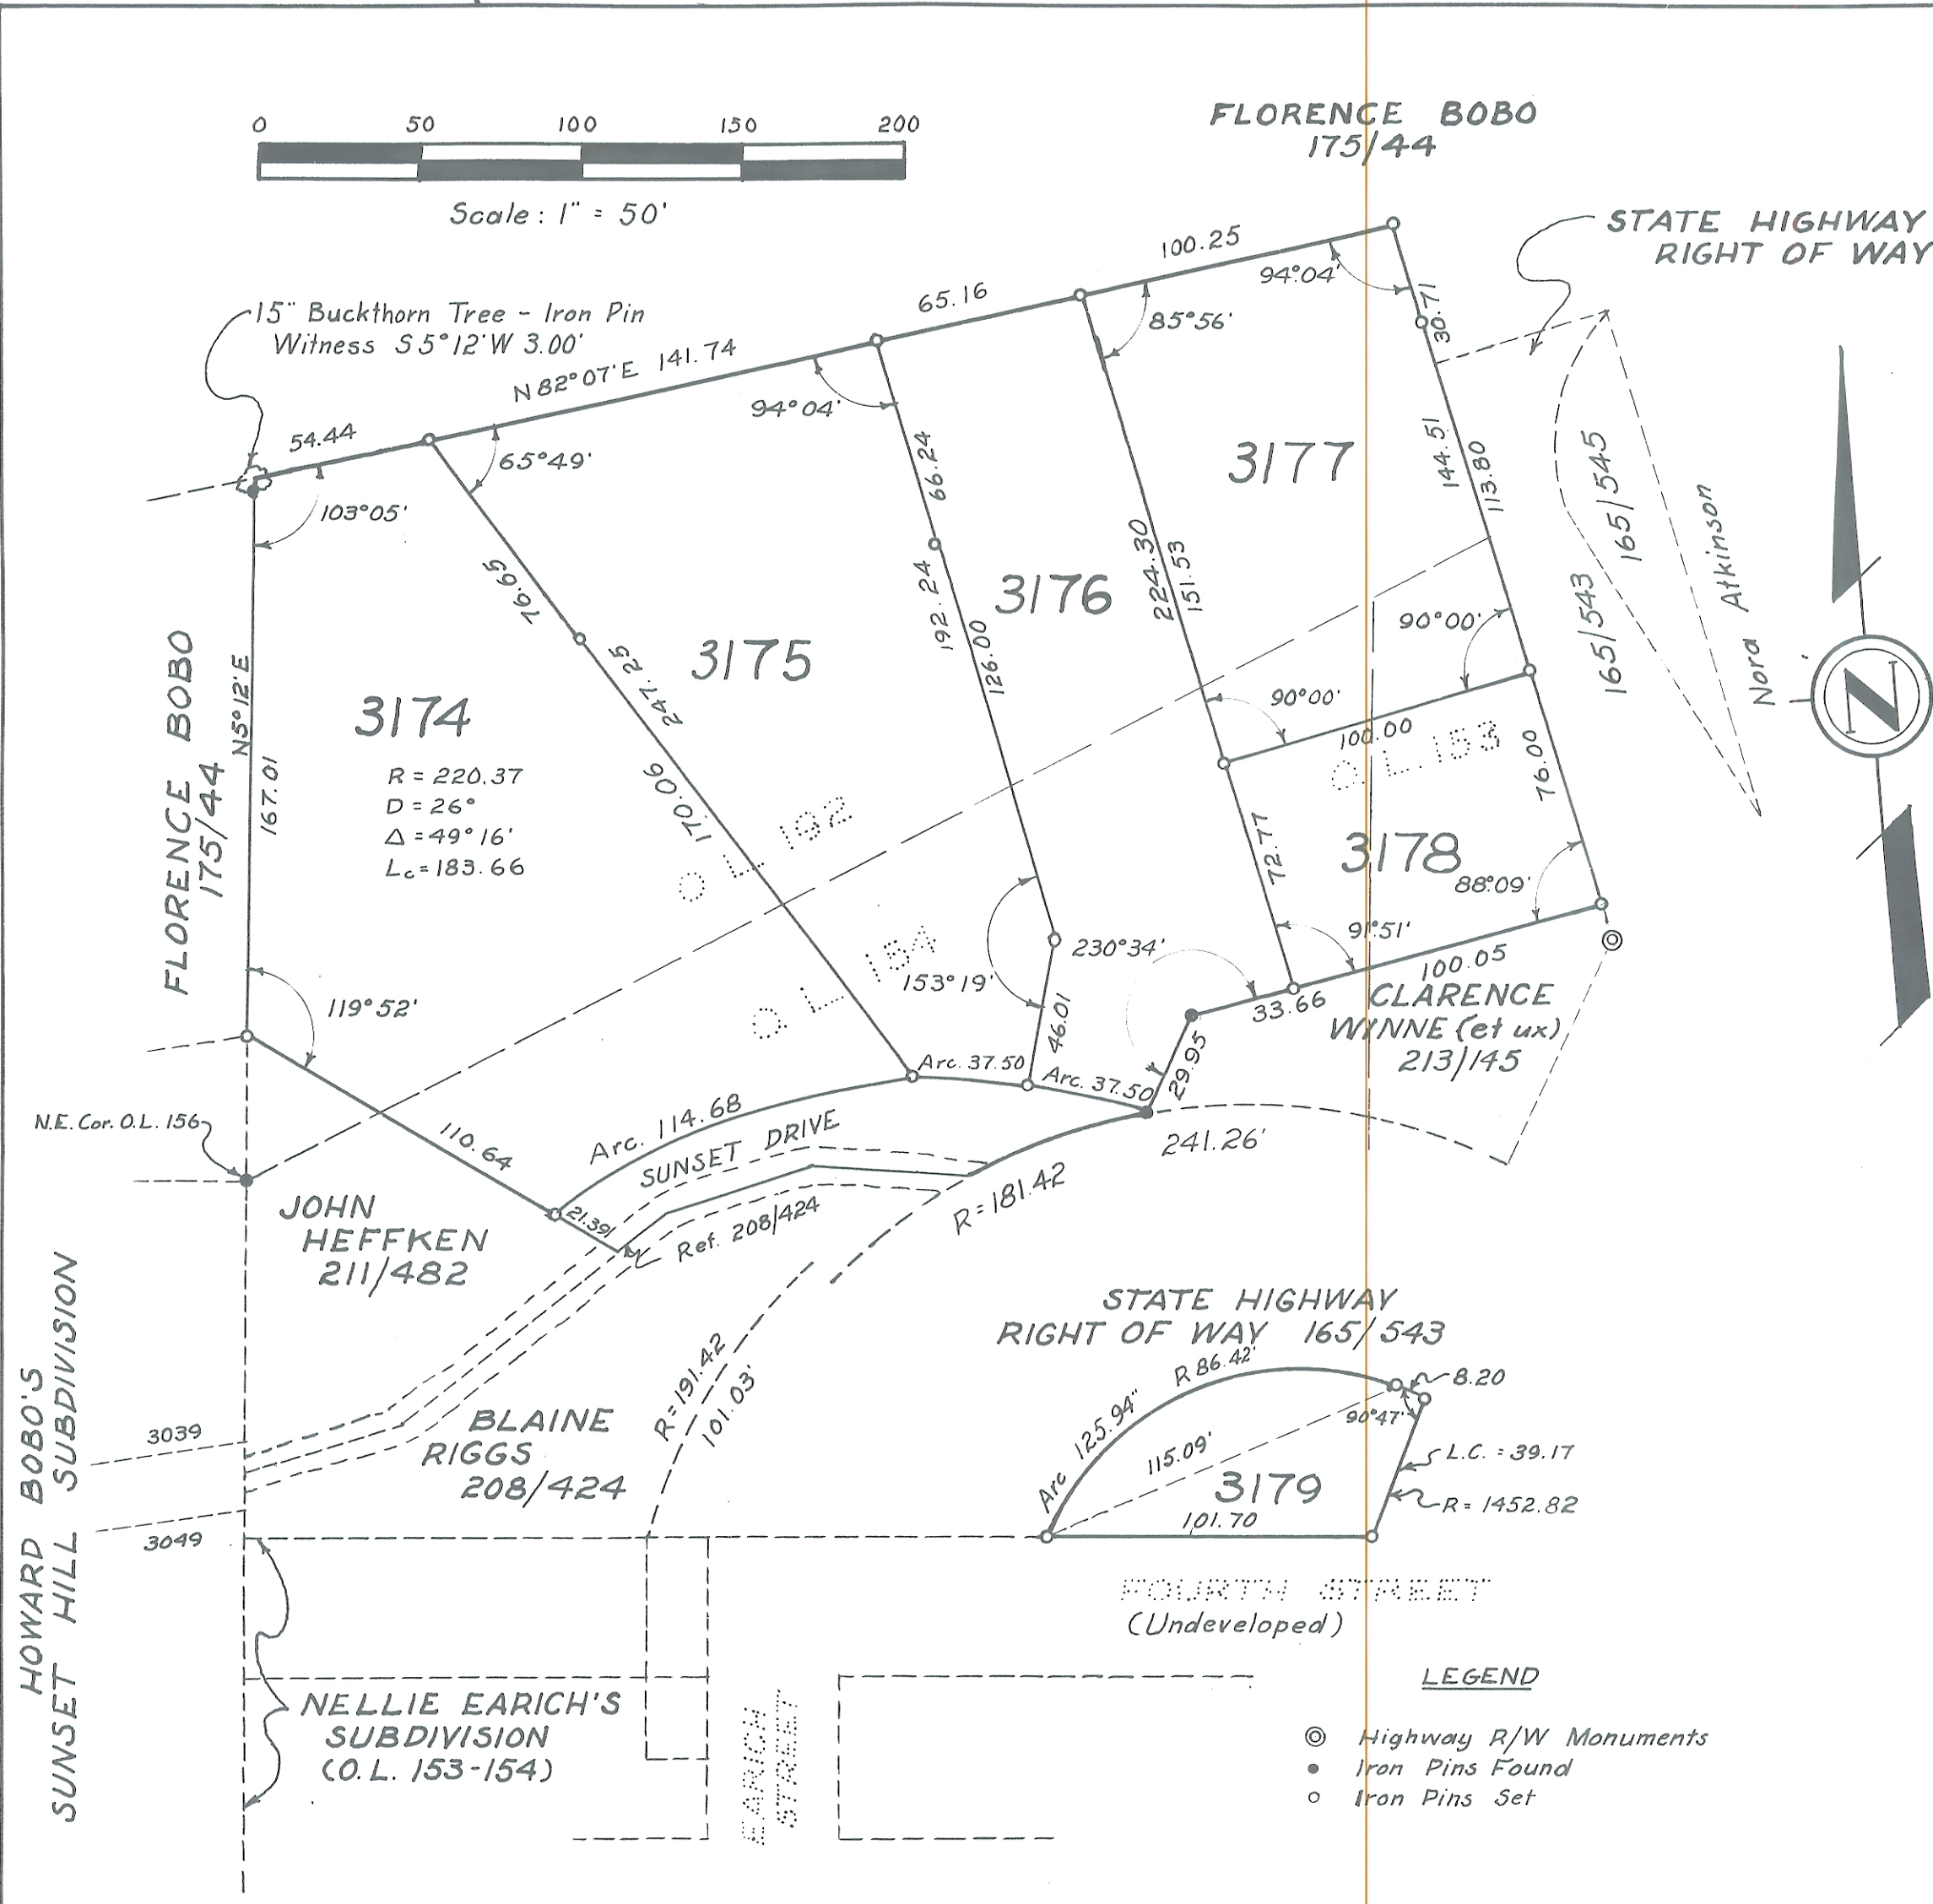 0 50 100 150 200
Scale: 1" = 50'
FLORENCE BOBO
175/44
STATE HIGHWAY
RIGHT OF WAY
15" Buckthorn Tree - Iron Pin
Witness S 5°12' W 3.00'
54.44
N 82°07' E 141.74
65.16
100.25
94°04'
85°56'
94°04'
65°49'
103°05'
30.71
144.51
113.80
165/545
165/543
Nora Atkinson
66.24
192.24
126.00
224.30
151.53
76.65
247.25
170.06
3177
3176
3175
3174
R = 220.37
D = 26°
Δ = 49°16'
Lc = 183.66
FLORENCE BOBO
175/44
N5°12'E
167.01
90°00'
90°00'
100.00
O. L. 153
O. L. 192
O. L. 154
N
3178
72.77
76.00
88°09'
91°51'
100.05
230°34'
153°19'
46.01
33.66
29.95
CLARENCE
WINNE (et ux)
213/145
119°52'
N.E. Cor. O.L. 156
110.64
21.39
Arc. 114.68
Arc. 37.50
Arc. 37.50
SUNSET DRIVE
Ref. 208/424
241.26'
R = 181.42
JOHN
HEFFKEN
211/482
HOWARD BOBO'S
SUNSET HILL SUBDIVISION
3039
3049
BLAINE
RIGGS
208/424
R = 191.42
101.03'
STATE HIGHWAY
RIGHT OF WAY 165/543
R 86.42'
Arc 125.94"
115.09'
8.20
90°47'
L.C. = 39.17
R = 1452.82
3179
101.70
FOURTH STREET
(Undeveloped)
NELLIE EARICH'S
SUBDIVISION
(O.L. 153-154)
EARICH
STREET
LEGEND
Highway R/W Monuments
Iron Pins Found
Iron Pins Set